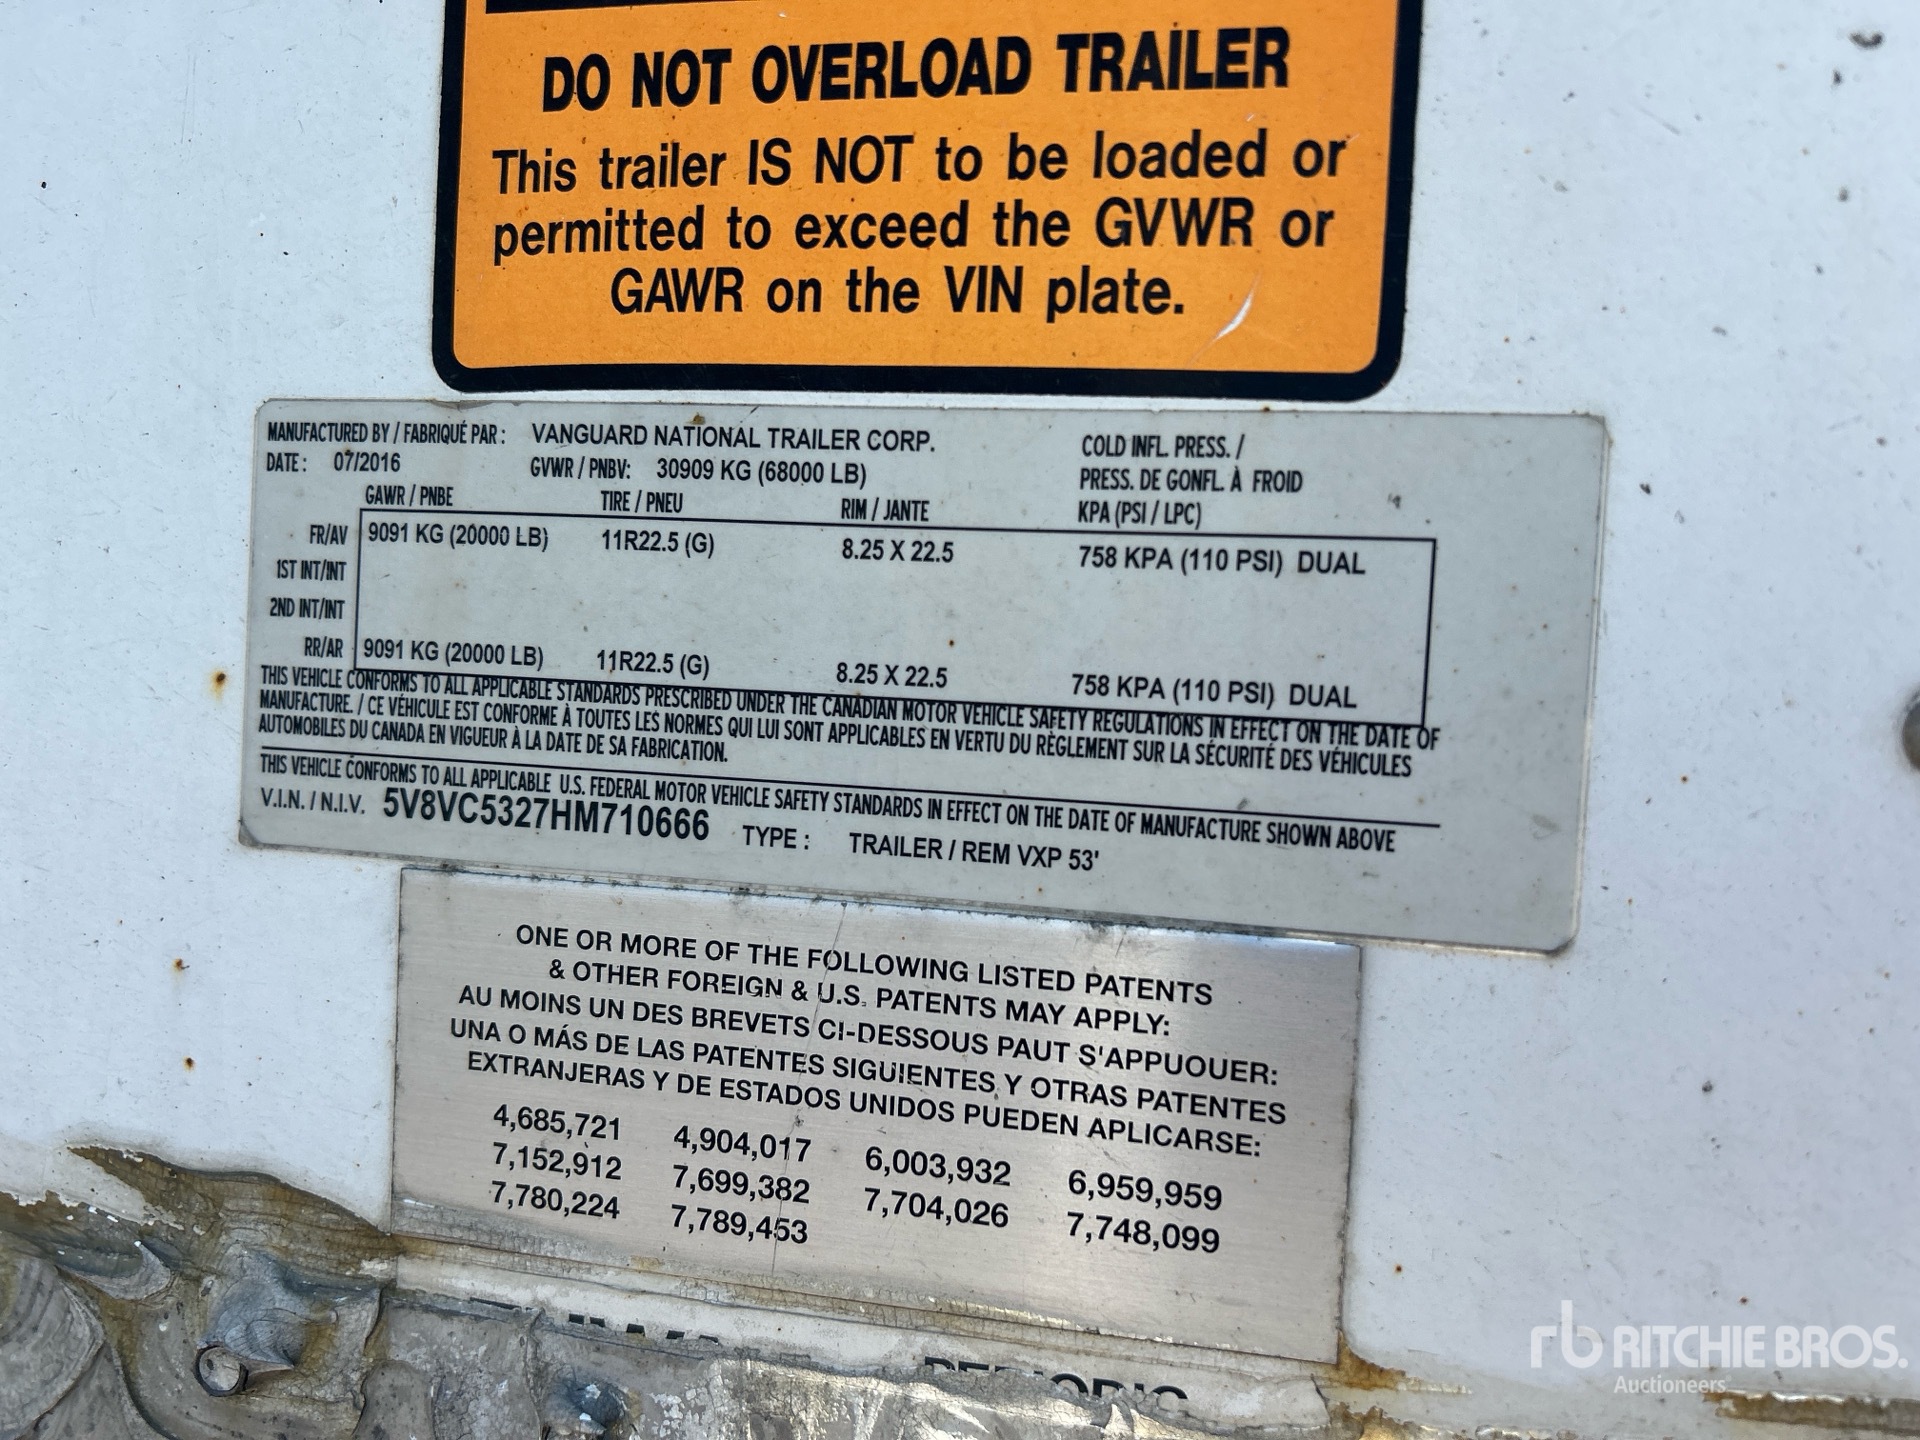 DO NOT OVERLOAD TRAILER
This trailer IS NOT to be loaded or
permitted to exceed the GVWR or
GAWR on the VIN plate.
MANUFACTURED BY / FABRIQUÉ PAR : VANGUARD NATIONAL TRAILER CORP. COLD INFL. PRESS. /
DATE : 07/2016 GVWR / PNBV: 30909 KG (68000 LB) PRESS. DE GONFL. À FROID
GAWR / PNBE TIRE / PNEU RIM / JANTE KPA (PSI / LPC)
FR/AV 9091 KG (20000 LB) 11R22.5 (G) 8.25 X 22.5 758 KPA (110 PSI) DUAL
1ST INT/INT
2ND INT/INT
RR/AR 9091 KG (20000 LB) 11R22.5 (G) 8.25 X 22.5 758 KPA (110 PSI) DUAL
THIS VEHICLE CONFORMS TO ALL APPLICABLE STANDARDS PRESCRIBED UNDER THE CANADIAN MOTOR VEHICLE SAFETY REGULATIONS IN EFFECT ON THE DATE OF
MANUFACTURE. / CE VÉHICULE EST CONFORME À TOUTES LES NORMES QUI LUI SONT APPLICABLES EN VERTU DU RÈGLEMENT SUR LA SÉCURITÉ DES VÉHICULES
AUTOMOBILES DU CANADA EN VIGUEUR À LA DATE DE SA FABRICATION.
THIS VEHICLE CONFORMS TO ALL APPLICABLE U.S. FEDERAL MOTOR VEHICLE SAFETY STANDARDS IN EFFECT ON THE DATE OF MANUFACTURE SHOWN ABOVE
V.I.N. / N.I.V. 5V8VC5327HM710666 TYPE : TRAILER / REM VXP 53'
ONE OR MORE OF THE FOLLOWING LISTED PATENTS
& OTHER FOREIGN & U.S. PATENTS MAY APPLY:
AU MOINS UN DES BREVETS CI-DESSOUS PAUT S'APPUOUER:
UNA O MÁS DE LAS PATENTES SIGUIENTES Y OTRAS PATENTES
EXTRANJERAS Y DE ESTADOS UNIDOS PUEDEN APLICARSE:
4,685,721 4,904,017 6,003,932 6,959,959
7,152,912 7,699,382 7,704,026 7,748,099
7,780,224 7,789,453
rb RITCHIE BROS.
Auctioneers